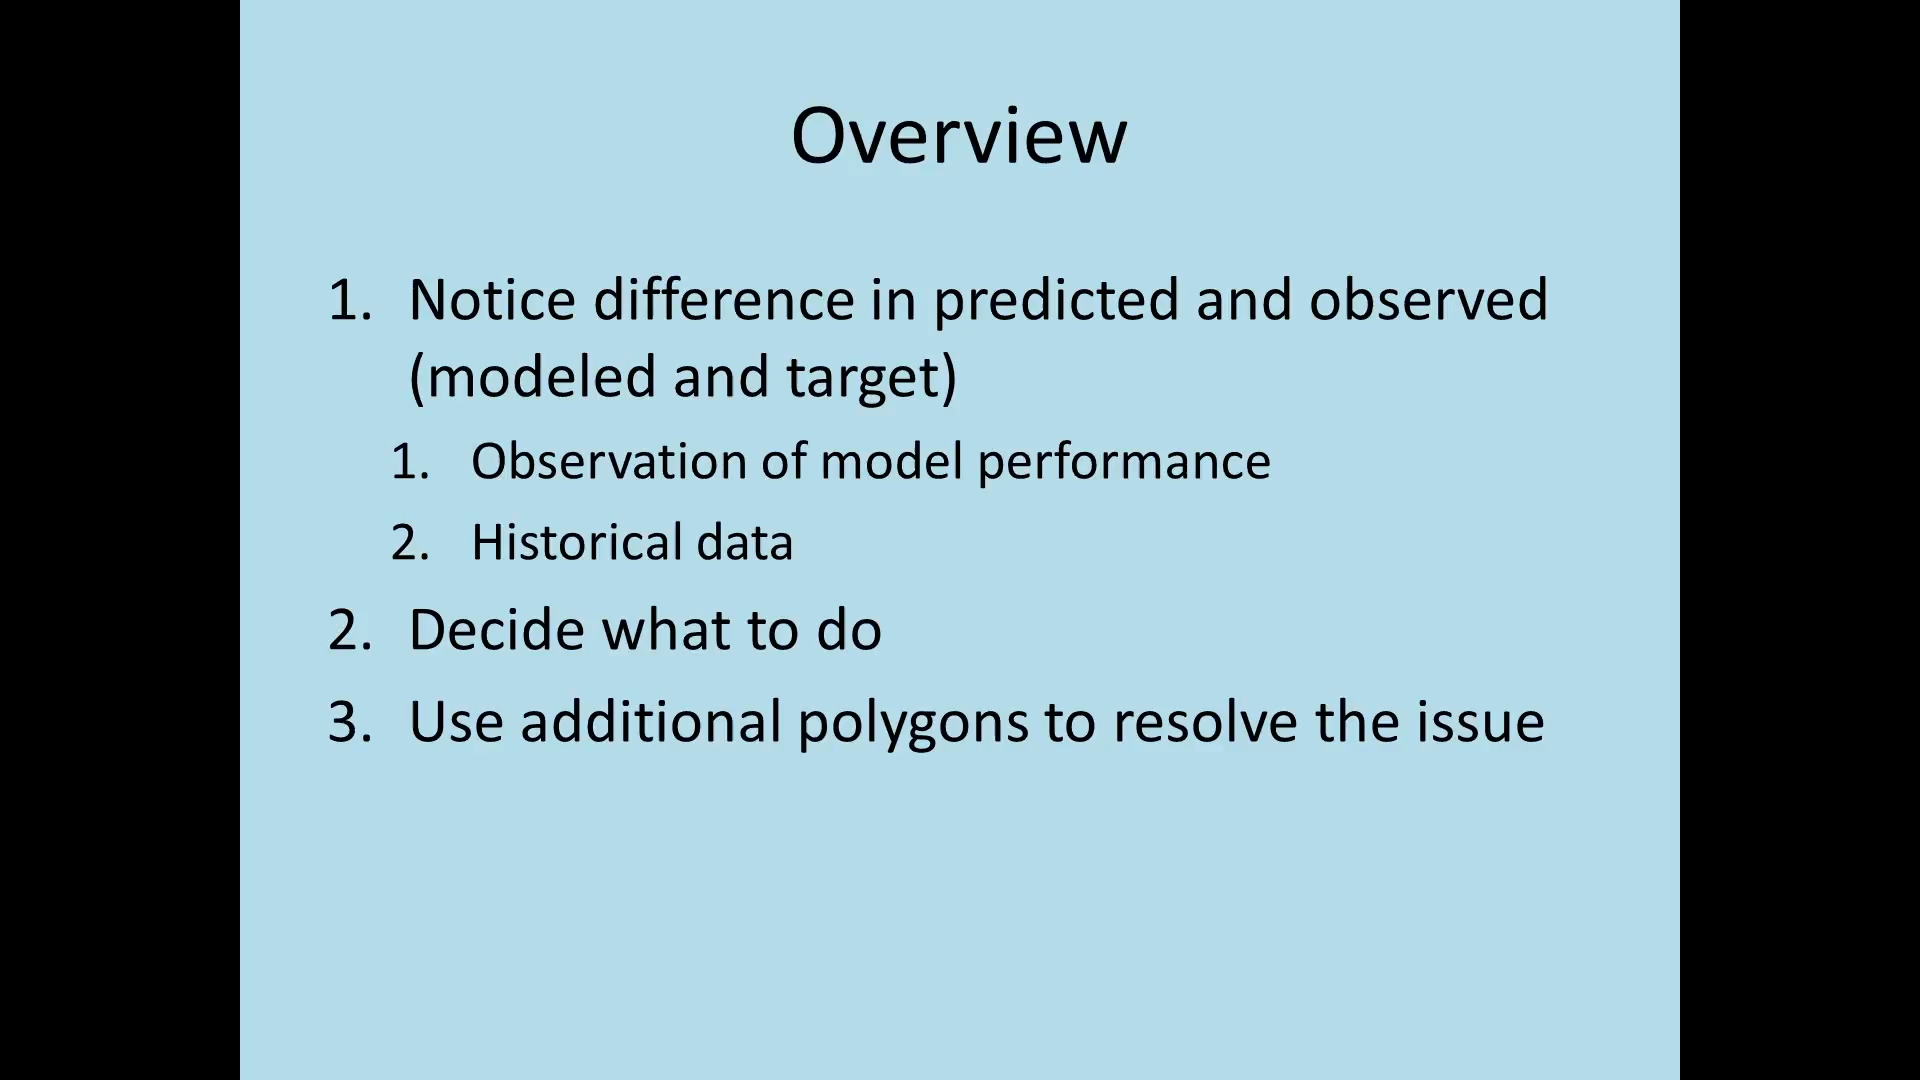 Overview
1. Notice difference in predicted and observed
(modeled and target)
1. Observation of model performance
2. Historical data
2. Decide what to do
3. Use additional polygons to resolve the issue